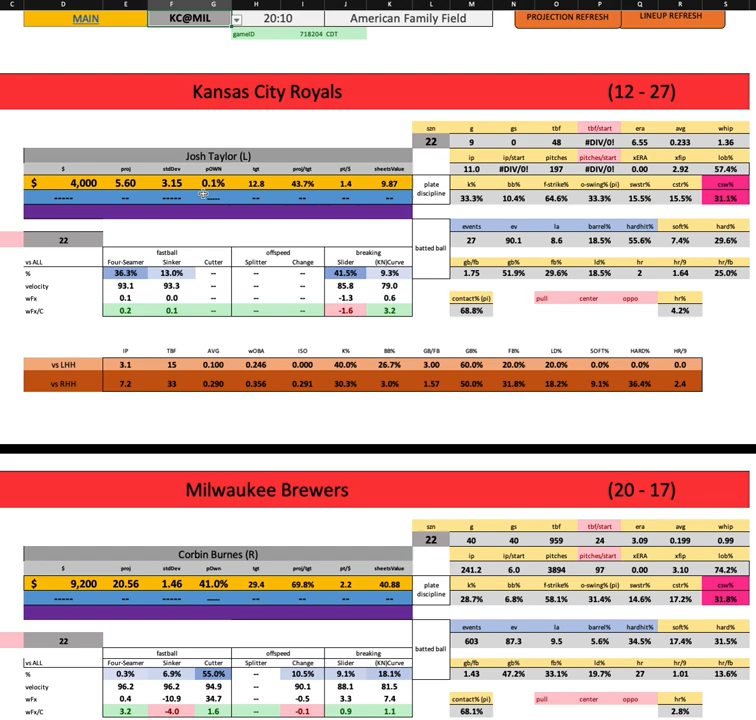 C D E F G H I J K L M N O P Q R S
MAIN KC@MIL 20:10 American Family Field PROJECTION REFRESH LINEUP REFRESH
gameID 718204 CDT
Kansas City Royals (12 - 27)
szn g gs tbf tbf/start era avg whip
22 9 0 48 #DIV/0! 6.55 0.233 1.36
Josh Taylor (L) ip ip/start pitches pitches/start xERA xfip lob%
$ proj stdDev pOWN tgt proj/tgt pt/$ sheetsValue 11.0 #DIV/0! 197 #DIV/0! 0.00 2.92 57.4%
$ 4,000 5.60 3.15 0.1% 12.8 43.7% 1.4 9.87 plate discipline k% bb% f-strike% o-swing% (pi) swstr% cstr% csw%
----- -- ----- ----- -- -- -- -- 33.3% 10.4% 64.6% 33.3% 15.5% 15.5% 31.1%
events ev la barrel% hardhit% soft% hard%
22 batted ball 27 90.1 8.6 18.5% 55.6% 7.4% 29.6%
fastball offspeed breaking
vsALL Four-Seamer Sinker Cutter Splitter Change Slider (KN)Curve gb/fb gb% fb% ld% hr hr/9 hr/fb
% 36.3% 13.0% -- -- -- 41.5% 9.3% 1.75 51.9% 29.6% 18.5% 2 1.64 25.0%
velocity 93.1 93.3 -- -- -- 85.8 79.0
wFx 0.1 0.0 -- -- -- -1.3 0.6 contact% (pi) pull center oppo hr%
wFx/C 0.2 0.1 -- -- -- -1.6 3.2 68.8% 4.2%
IP TBF AVG wOBA ISO K% BB% GB/FB GB% FB% LD% SOFT% HARD% HR/9
vs LHH 3.1 15 0.100 0.246 0.000 40.0% 26.7% 3.00 60.0% 20.0% 20.0% 0.0% 0.0% 0.0
vs RHH 7.2 33 0.290 0.356 0.291 30.3% 3.0% 1.57 50.0% 31.8% 18.2% 9.1% 36.4% 2.4
Milwaukee Brewers (20 - 17)
szn g gs tbf tbf/start era avg whip
22 40 40 959 24 3.09 0.199 0.99
Corbin Burnes (R) ip ip/start pitches pitches/start xERA xfip lob%
$ proj stdDev pOwn tgt proj/tgt pt/$ sheetsValue 241.2 6.0 3894 97 0.00 3.10 74.2%
$ 9,200 20.56 1.46 41.0% 29.4 69.8% 2.2 40.88 plate discipline k% bb% f-strike% o-swing% (pi) swstr% cstr% csw%
----- -- ----- ----- -- -- -- -- 28.7% 6.8% 58.1% 31.4% 14.6% 17.2% 31.8%
events ev la barrel% hardhit% soft% hard%
22 batted ball 603 87.3 9.5 5.6% 34.5% 17.4% 31.5%
fastball offspeed breaking
vsALL Four-Seamer Sinker Cutter Splitter Change Slider (KN)Curve gb/fb gb% fb% ld% hr hr/9 hr/fb
% 0.3% 6.9% 55.0% -- 10.5% 9.1% 18.1% 1.43 47.2% 33.1% 19.7% 27 1.01 13.6%
velocity 96.2 96.2 94.9 -- 90.1 88.1 81.5
wFx 0.4 -10.9 34.7 -- -0.5 3.3 7.4 contact% (pi) pull center oppo hr%
wFx/C 3.2 -4.0 1.6 -- -0.1 0.9 1.1 68.1% 2.8%